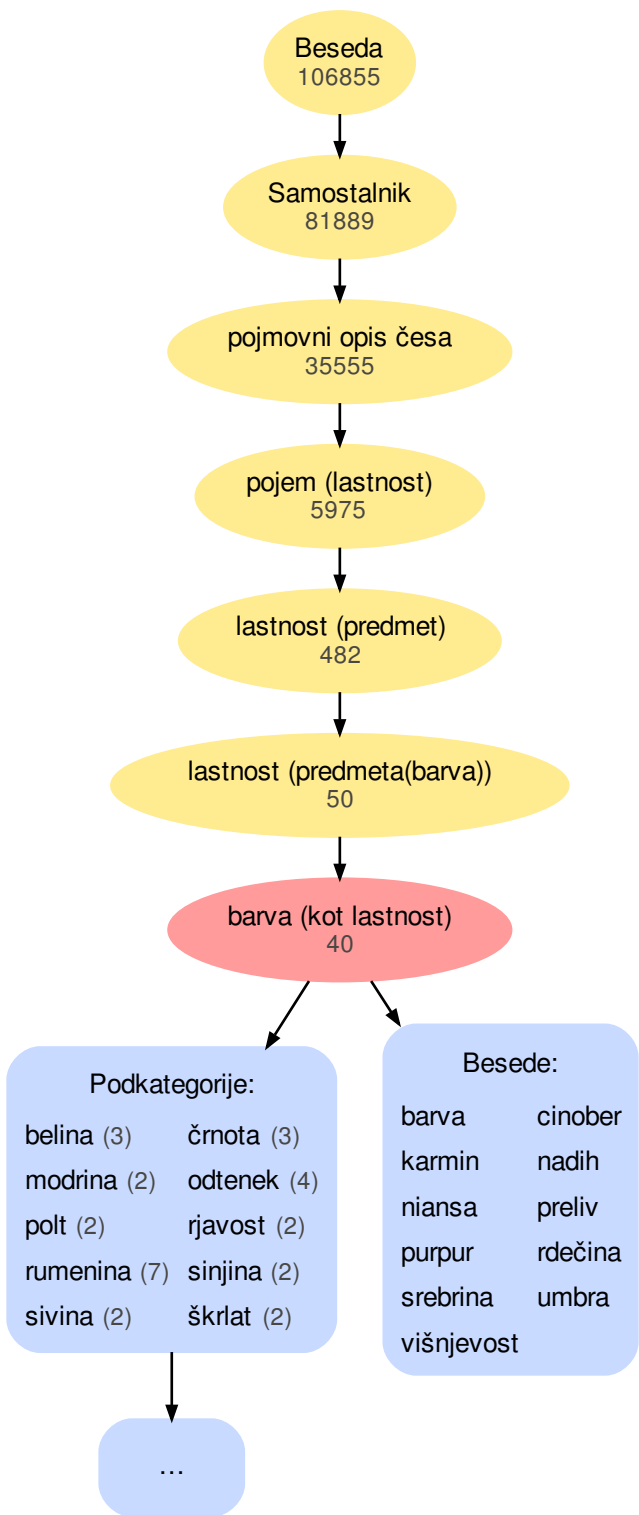 Beseda
106855
Samostalnik
81889
pojmovni opis česa
35555
pojem (lastnost)
5975
lastnost (predmet)
482
lastnost (predmeta(barva))
50
barva (kot lastnost)
40
Podkategorije:
belina (3) črnota (3)
modrina (2) odtenek (4)
polt (2) rjavost (2)
rumenina (7) sinjina (2)
sivina (2) škrlat (2)
Besede:
barva cinober
karmin nadih
niansa preliv
purpur rdečina
srebrina umbra
višnjevost
...